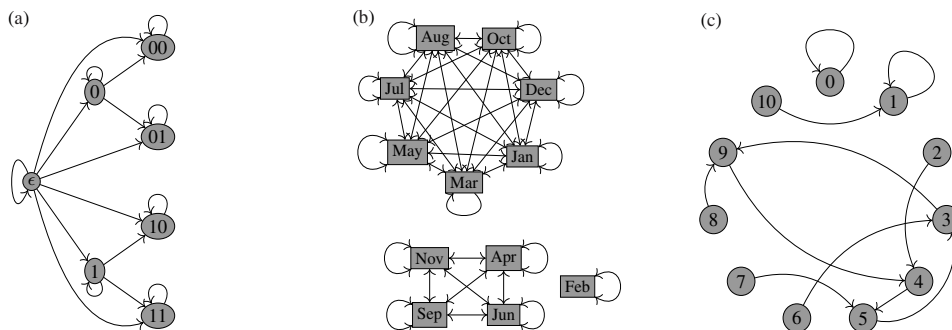 (a)
00
0
01
ϵ
10
1
11
(b)
Aug
Oct
Jul
Dec
May
Jan
Mar
Nov
Apr
Feb
Sep
Jun
(c)
0
10
1
9
2
8
3
7
4
6
5